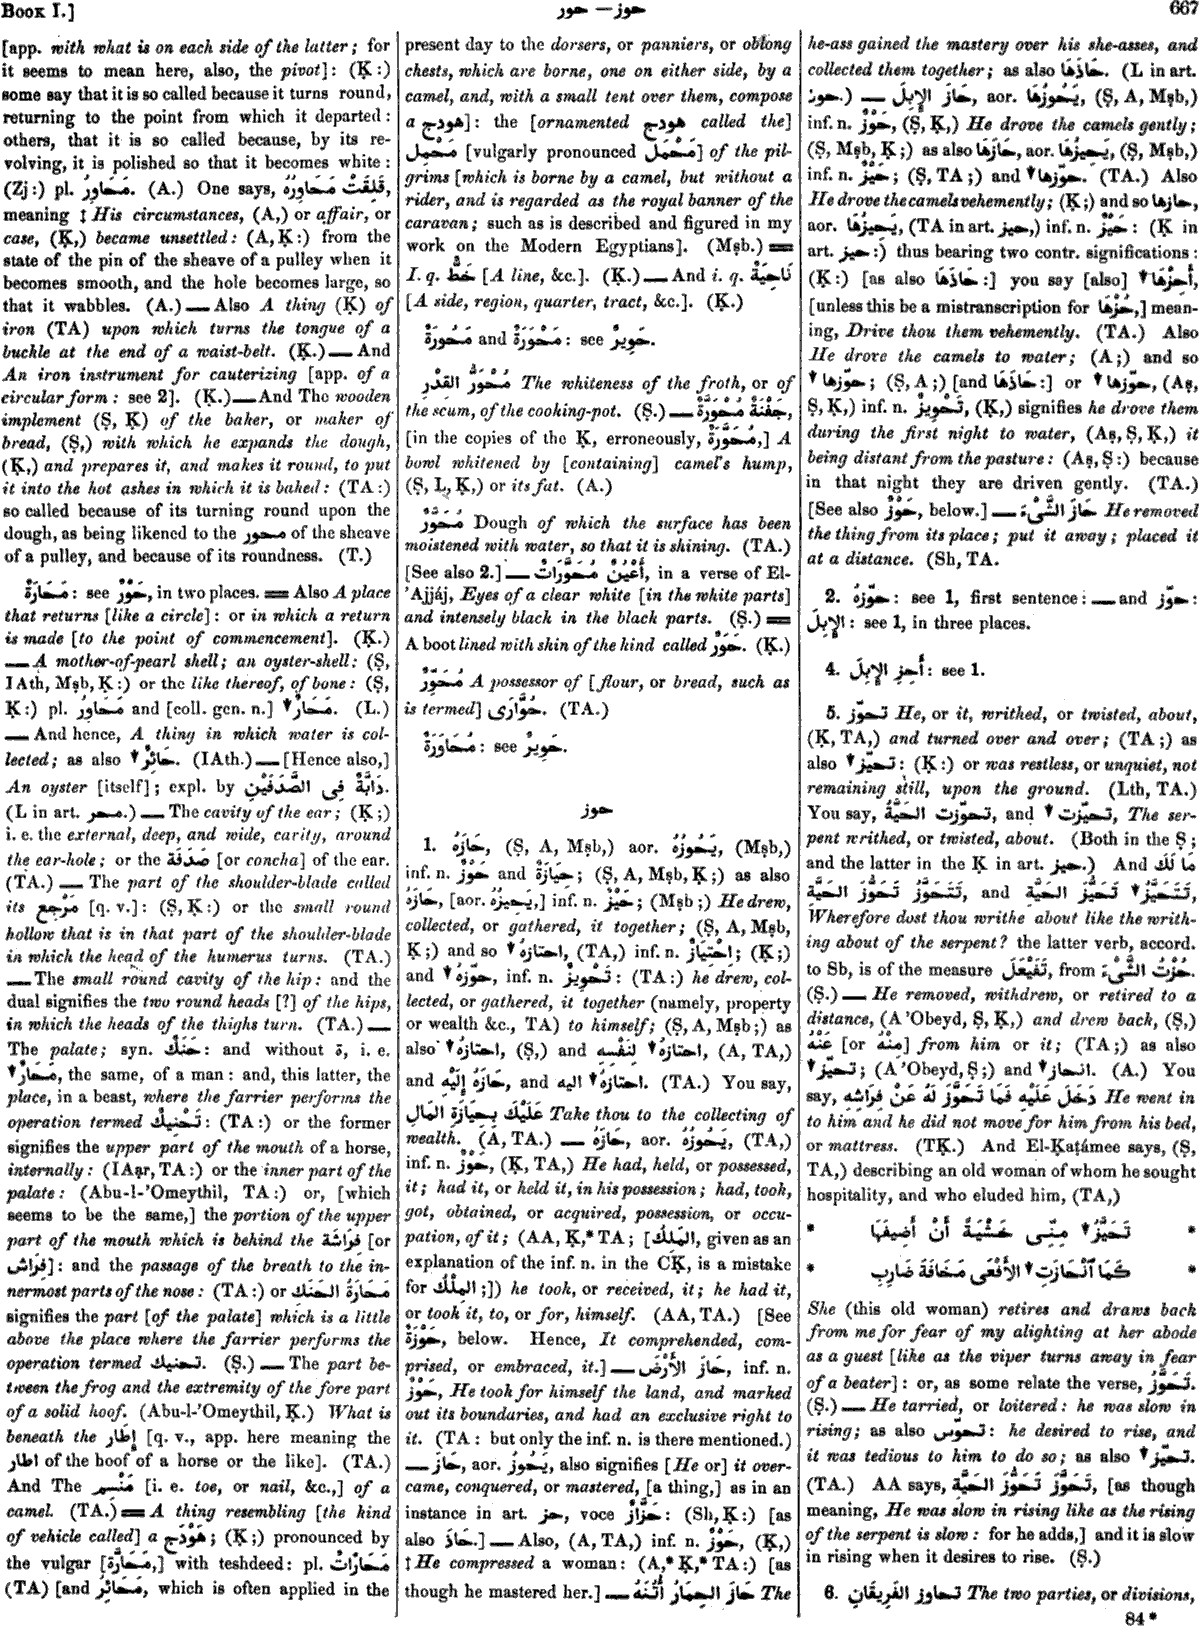 BOOK I.]
حوز — حور
667
[app. with what is on each side of the latter; for
it seems to mean here, also, the pivot]: (Ḳ:)
some say that it is so called because it turns round,
returning to the point from which it departed:
others, that it is so called because, by its re-
volving, it is polished so that it becomes white:
(Zj:) pl. مَحَاوِرُ. (A.) One says, قَلِقَتْ مَحَاوِرُهُ,
meaning ‡ His circumstances, (A,) or affair, or
case, (Ḳ,) became unsettled: (A, Ḳ:) from the
state of the pin of the sheave of a pulley when it
becomes smooth, and the hole becomes large, so
that it wabbles. (A.) — Also A thing (Ḳ) of
iron (TA) upon which turns the tongue of a
buckle at the end of a waist-belt. (Ḳ.) — And
An iron instrument for cauterizing [app. of a
circular form: see 2]. (Ḳ.) — And The wooden
implement (Ṣ, Ḳ) of the baker, or maker of
bread, (Ṣ,) with which he expands the dough,
(Ḳ,) and prepares it, and makes it round, to put
it into the hot ashes in which it is baked: (TA:)
so called because of its turning round upon the
dough, as being likened to the محور of the sheave
of a pulley, and because of its roundness. (T.)
مَحَارَةٌ: see حَوْرٌ, in two places. = Also A place
that returns [like a circle]: or in which a return
is made [to the point of commencement]. (Ḳ.)
— A mother-of-pearl shell; an oyster-shell: (Ṣ,
IAth, Mṣb, Ḳ:) or the like thereof, of bone: (Ṣ,
Ḳ:) pl. مَحَاوِرُ and [coll. gen. n.] ▼ مَحَارٌ. (L.)
— And hence, A thing in which water is col-
lected; as also ▼ حَائِرٌ. (IAth.) — [Hence also,]
An oyster [itself]; expl. by دَابَّةٌ فِى الصَّدَفَيْنِ.
(L in art. محر.) — The cavity of the ear; (Ḳ;)
i. e. the external, deep, and wide, cavity, around
the ear-hole; or the صَدَفَة [or concha] of the ear.
(TA.) — The part of the shoulder-blade called
its مَرْجِع [q. v.]: (Ṣ, Ḳ:) or the small round
hollow that is in that part of the shoulder-blade
in which the head of the humerus turns. (TA.)
— The small round cavity of the hip: and the
dual signifies the two round heads [?] of the hips,
in which the heads of the thighs turn. (TA.) —
The palate; syn. حَنَكٌ: and without ة, i. e.
▼ مَحَارٌ, the same, of a man: and, this latter, the
place, in a beast, where the farrier performs the
operation termed تَحْنِيك: (TA:) or the former
signifies the upper part of the mouth of a horse,
internally: (IAạr, TA:) or the inner part of the
palate: (Abu-l-’Omeythil, TA:) or, [which
seems to be the same,] the portion of the upper
part of the mouth which is behind the فَرَاشَة [or
فِرَاش]: and the passage of the breath to the in-
nermost parts of the nose: (TA:) or مَحَارَةُ الحَنَك
signifies the part [of the palate] which is a little
above the place where the farrier performs the
operation termed تحنيك. (Ṣ.) — The part be-
tween the frog and the extremity of the fore part
of a solid hoof. (Abu-l-’Omeythil, Ḳ.) What is
beneath the إِطَار [q. v., app. here meaning the
اطار of the hoof of a horse or the like]. (TA.)
And The مَنْسِم [i. e. toe, or nail, &c.,] of a
camel. (TA.) = A thing resembling [the kind
of vehicle called] a هَوْدَج; (Ḳ;) pronounced by
the vulgar [مَحَارَّة,] with teshdeed: pl. مَحَارَاتٌ
(TA) [and مَحَائِرُ, which is often applied in the
present day to the dorsers, or panniers, or oblong
chests, which are borne, one on either side, by a
camel, and, with a small tent over them, compose
a هودج]: the [ornamented هودج called the]
مَحْمِل [vulgarly pronounced مَحْمَل] of the pil-
grims [which is borne by a camel, but without a
rider, and is regarded as the royal banner of the
caravan; such as is described and figured in my
work on the Modern Egyptians]. (Mṣb.) =
I. q. خَطٌّ [A line, &c.]. (Ḳ.) — And i. q. نَاحِيَةٌ
[A side, region, quarter, tract, &c.]. (Ḳ.)
مَحُورَةٌ and مَحْوَرَةٌ: see حَوِيرٌ.
مُحْوَرُّ القِدْرِ The whiteness of the froth, or of
the scum, of the cooking-pot. (Ṣ.) — جَفْنَةٌ مُحْوَرَّةٌ,
[in the copies of the Ḳ, erroneously, مُحَوَّرَةٌ,] A
bowl whitened by [containing] camel's hump,
(Ṣ, L, Ḳ,) or its fat. (A.)
مُحَوَّرٌ Dough of which the surface has been
moistened with water, so that it is shining. (TA.)
[See also 2.] — أَعْيُنٌ مُحَوَّرَاتٌ, in a verse of El-
’Ajjáj, Eyes of a clear white [in the white parts]
and intensely black in the black parts. (Ṣ.) =
A boot lined with skin of the kind called حَوَر. (Ḳ.)
مُحَوِّرٌ A possessor of [flour, or bread, such as
is termed] حُوَّارَى. (TA.)
مُحَاوَرَةٌ: see حَوِيرٌ.
حوز
1. حَازَهُ, (Ṣ, A, Mṣb,) aor. يَحُوزُهُ, (Mṣb,)
inf. n. حَوْزٌ and حِيَازَةٌ; (Ṣ, A, Mṣb, Ḳ;) as also
حَازَهُ, [aor. يَحِيزُهُ,] inf. n. حَيْزٌ; (Mṣb;) He drew,
collected, or gathered, it together; (Ṣ, A, Mṣb,
Ḳ;) and so ▼ احتازهُ, (TA,) inf. n. احْتِيَازٌ; (Ḳ;)
and ▼ حوّزهُ, inf. n. تَحْوِيزٌ: (TA:) he drew, col-
lected, or gathered, it together (namely, property
or wealth &c., TA) to himself; (Ṣ, A, Mṣb;) as
also ▼ احتازهُ, (Ṣ,) and ▼ احتازهُ لِنَفْسِهِ, (A, TA,)
and حَازَهُ إِلَيْهِ, and ▼ احتازهُ اليه. (TA.) You say,
عَلَيْكَ بِحِيَازَةِ المَالِ Take thou to the collecting of
wealth. (A, TA.) — حَازَهُ, aor. يَحُوزُهُ, (TA,)
inf. n. حَوْزٌ, (Ḳ, TA,) He had, held, or possessed,
it; had it, or held it, in his possession; had, took,
got, obtained, or acquired, possession, or occu-
pation, of it; (AA, Ḳ,* TA; [المَلِكُ, given as an
explanation of the inf. n. in the CḲ, is a mistake
for المِلْكُ;]) he took, or received, it; he had it,
or took it, to, or for, himself. (AA, TA.) [See
حَوْزَةٌ, below. Hence, It comprehended, com-
prised, or embraced, it.] — حَازَ الأَرْضَ, inf. n.
حَوْزٌ, He took for himself the land, and marked
out its boundaries, and had an exclusive right to
it. (TA: but only the inf. n. is there mentioned.)
— حَازَ, aor. يَحُوزُ, also signifies [He or] it over-
came, conquered, or mastered, [a thing,] as in an
instance in art. حز, voce حَزَّازٌ: (Sh, Ḳ:) [as
also حَاذَ.] — Also, (A, TA,) inf. n. حَوْزٌ, (Ḳ,)
‡ He compressed a woman: (A,* Ḳ,* TA:) [as
though he mastered her.] — حَازَ الحِمَارُ أُتُنَهُ The
he-ass gained the mastery over his she-asses, and
collected them together; as also حَاذَهَا. (L in art.
حوذ.) — حَازَ الإِبِلَ, aor. يَحُوزُهَا, (Ṣ, A, Mṣb,)
inf. n. حَوْزٌ, (Ṣ, Ḳ,) He drove the camels gently;
(Ṣ, Mṣb, Ḳ;) as also حازها, aor. يَحِيزها, (Ṣ, Mṣb,)
inf. n. حَيْزٌ; (Ṣ, TA;) and ▼ حوّزها. (TA.) Also
He drove the camels vehemently; (Ḳ;) and so حازها,
aor. يَحِيزُهَا, (TA in art. حيز,) inf. n. حَيْزٌ: (Ḳ in
art. حيز:) thus bearing two contr. significations:
(Ḳ:) [as also حَاذَهَا:] you say [also] ▼ أَحِزْهَا,
[unless this be a mistranscription for حُزْهَا,] mean-
ing, Drive thou them vehemently. (TA.) Also
He drove the camels to water; (A;) and so
▼ حوّزها; (Ṣ, A;) [and حَاذَهَا:] or ▼ حوّزها, (Aṣ,
Ṣ, Ḳ,) inf. n. تَحْوِيزٌ, (Ḳ,) signifies he drove them
during the first night to water, (Aṣ, Ṣ, Ḳ,) it
being distant from the pasture: (Aṣ, Ṣ:) because
in that night they are driven gently. (TA.)
[See also حَوْزٌ, below.] — حَازَ الشَّىْءَ He removed
the thing from its place; put it away; placed it
at a distance. (Sh, TA.
2. حَوَّزَهُ: see 1, first sentence: — and حوّز
الإِبِلَ: see 1, in three places.
4. أَحِزِ الإِبِلَ: see 1.
5. تحوّز He, or it, writhed, or twisted, about,
(Ḳ, TA,) and turned over and over; (TA;) as
also ▼ تحيّز: (Ḳ:) or was restless, or unquiet, not
remaining still, upon the ground. (Lth, TA.)
You say, تحوّزت الحَيَّةُ, and ▼ تحيّزت, The ser-
pent writhed, or twisted, about. (Both in the Ṣ;
and the latter in the Ḳ in art. حيز.) And مَا لَكَ
تَتَحَوَّزُ تَحَوُّزَ الحَيَّةِ, and ▼ تَتَحَيَّزُ تَحَيُّزَ الحَيَّةِ,
Wherefore dost thou writhe about like the writh-
ing about of the serpent? the latter verb, accord.
to Sb, is of the measure تَفَيْعَلَ, from حُزْتُ الشَّىْءَ.
(Ṣ.) — He removed, withdrew, or retired to a
distance, (A ’Obeyd, Ṣ, Ḳ,) and drew back, (Ṣ,)
عَنْهُ [or مِنْهُ] from him or it; (TA;) as also
▼ تحيّز; (A ’Obeyd, Ṣ;) and ▼ انحاز. (A.) You
say, دَخَلَ عَلَيْهِ فَمَا تَحَوَّزَ لَهُ عَنْ فِرَاشِهِ He went in
to him and he did not move for him from his bed,
or mattress. (TḲ.) And El-Ḳaṭámee says, (Ṣ,
TA,) describing an old woman of whom he sought
hospitality, and who eluded him, (TA,)
* تَحَيَّزُ▼ مِنِّى خَشْيَةً أَنْ أَضِيفَهَا *
* كَمَا ٱنْحَازَتِ▼ الأَفْعَى مَخَافَةَ ضَارِبِ *
She (this old woman) retires and draws back
from me for fear of my alighting at her abode
as a guest [like as the viper turns away in fear
of a beater]: or, as some relate the verse, تَحَوَّزُ.
(Ṣ.) — He tarried, or loitered: he was slow in
rising; as also تحوّس: he desired to rise, and
it was tedious to him to do so; as also ▼ تحيّز.
(TA.) AA says, تَحَوَّزَ تَحَوُّزَ الحَيَّةِ, [as though
meaning, He was slow in rising like as the rising
of the serpent is slow: for he adds,] and it is slow
in rising when it desires to rise. (Ṣ.)
6. تحاوز الفَرِيقَانِ The two parties, or divisions,
84 *